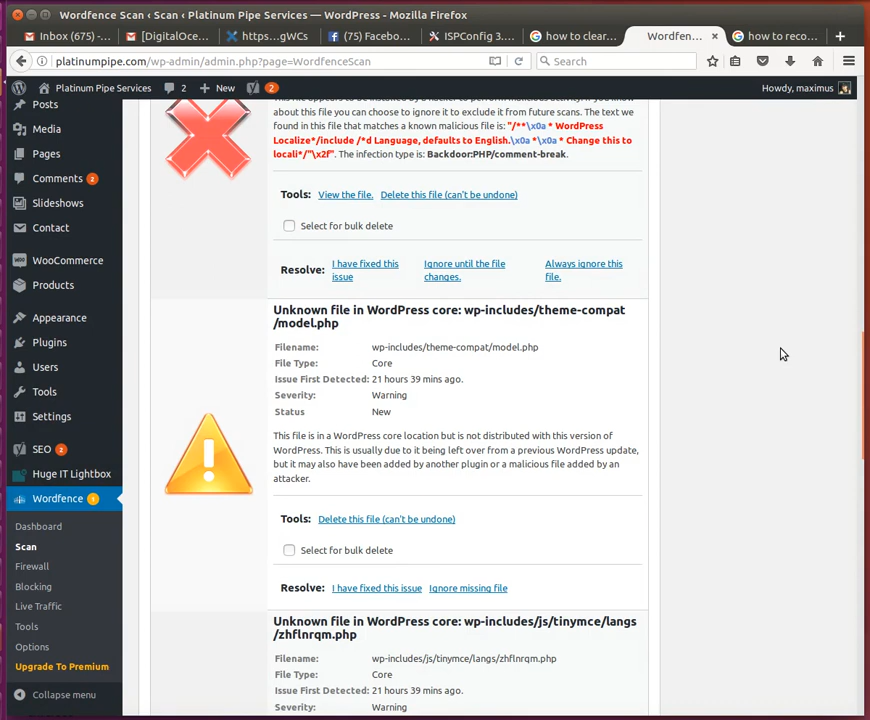 Wordfence Scan ‹ Scan ‹ Platinum Pipe Services — WordPress - Mozilla Firefox
Inbox (675) -...
[DigitalOce...
https...gWCs
(75) Facebo...
ISPConfig 3....
how to clear...
Wordfen...
how to reco...
platinumpipe.com/wp-admin/admin.php?page=WordfenceScan
Search
Platinum Pipe Services
2
New
2
Howdy, maximus
Posts
Media
Pages
Comments 2
Slideshows
Contact
WooCommerce
Products
Appearance
Plugins
Users
Tools
Settings
SEO 2
Huge IT Lightbox
Wordfence 1
Dashboard
Scan
Firewall
Blocking
Live Traffic
Tools
Options
Upgrade To Premium
Collapse menu
This file appears to be installed by a hacker to perform malicious activity. If you know
about this file you can choose to ignore it to exclude it from future scans. The text we
found in this file that matches a known malicious file is: "/**\x0a * WordPress
Localize*/include /*d Language, defaults to English.\x0a *\x0a * Change this to
locali*/"\x2f". The infection type is: Backdoor:PHP/comment-break.
Tools: View the file. Delete this file (can't be undone)
Select for bulk delete
Resolve: I have fixed this issue Ignore until the file changes. Always ignore this file.
Unknown file in WordPress core: wp-includes/theme-compat
/model.php
Filename: wp-includes/theme-compat/model.php
File Type: Core
Issue First Detected: 21 hours 39 mins ago.
Severity: Warning
Status New
This file is in a WordPress core location but is not distributed with this version of
WordPress. This is usually due to it being left over from a previous WordPress update,
but it may also have been added by another plugin or a malicious file added by an
attacker.
Tools: Delete this file (can't be undone)
Select for bulk delete
Resolve: I have fixed this issue Ignore missing file
Unknown file in WordPress core: wp-includes/js/tinymce/langs
/zhflnrqm.php
Filename: wp-includes/js/tinymce/langs/zhflnrqm.php
File Type: Core
Issue First Detected: 21 hours 39 mins ago.
Severity: Warning